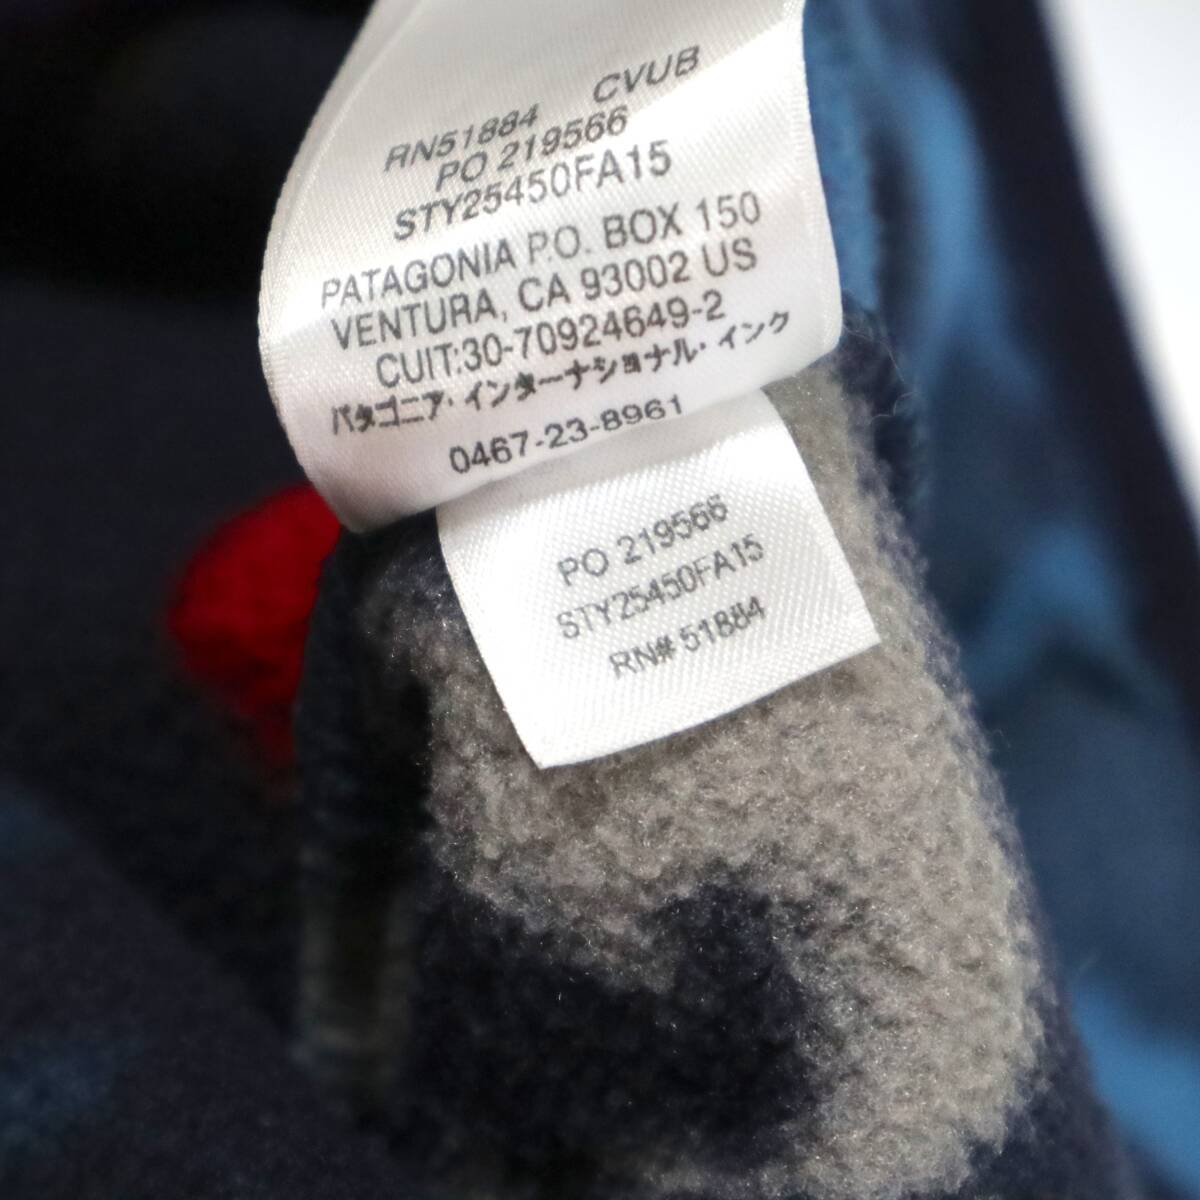 CVUB
RN51884
PO 219566
STY25450FA15
PATAGONIA P.O. BOX 150
VENTURA, CA 93002 US
CUIT:30-70924649-2
パタゴニア・インターナショナル・インク
0467-23-8961
PO 219566
STY25450FA15
RN# 51884